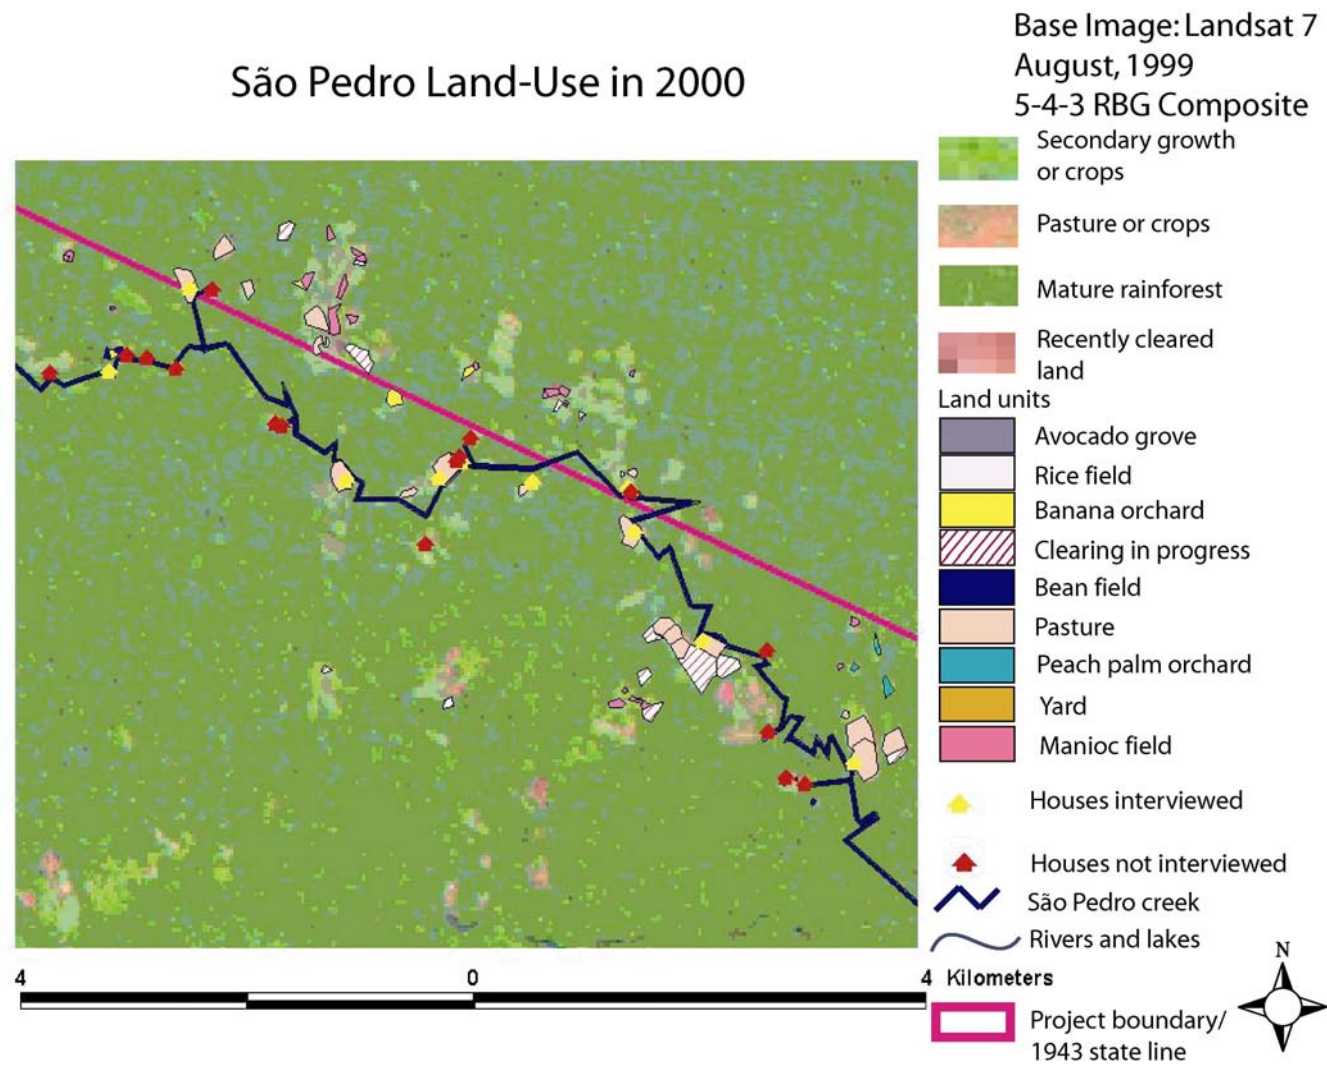 São Pedro Land-Use in 2000
Base Image: Landsat 7
August, 1999
5-4-3 RBG Composite
Secondary growth
or crops
Pasture or crops
Mature rainforest
Recently cleared
land
Land units
Avocado grove
Rice field
Banana orchard
Clearing in progress
Bean field
Pasture
Peach palm orchard
Yard
Manioc field
Houses interviewed
Houses not interviewed
São Pedro creek
Rivers and lakes
4 0 4 Kilometers
N
Project boundary/
1943 state line